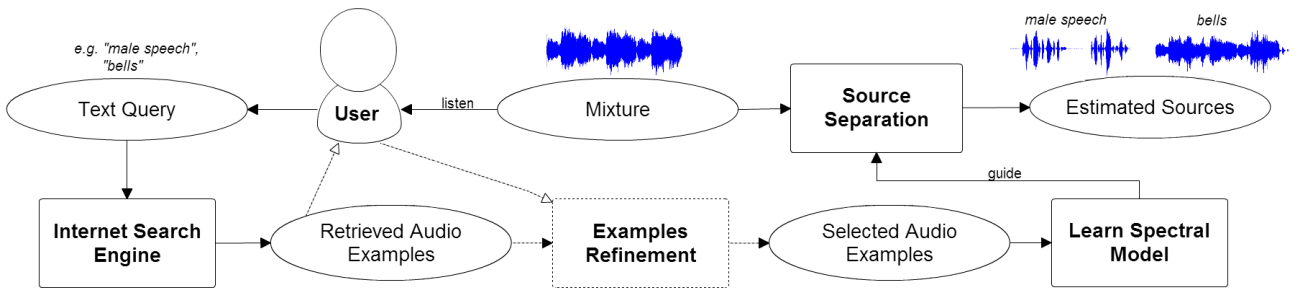 e.g. "male speech",
"bells"
male speech
bells
Text Query
User
listen
Mixture
Source
Separation
Estimated Sources
guide
Internet Search
Engine
Retrieved Audio
Examples
Examples
Refinement
Selected Audio
Examples
Learn Spectral
Model